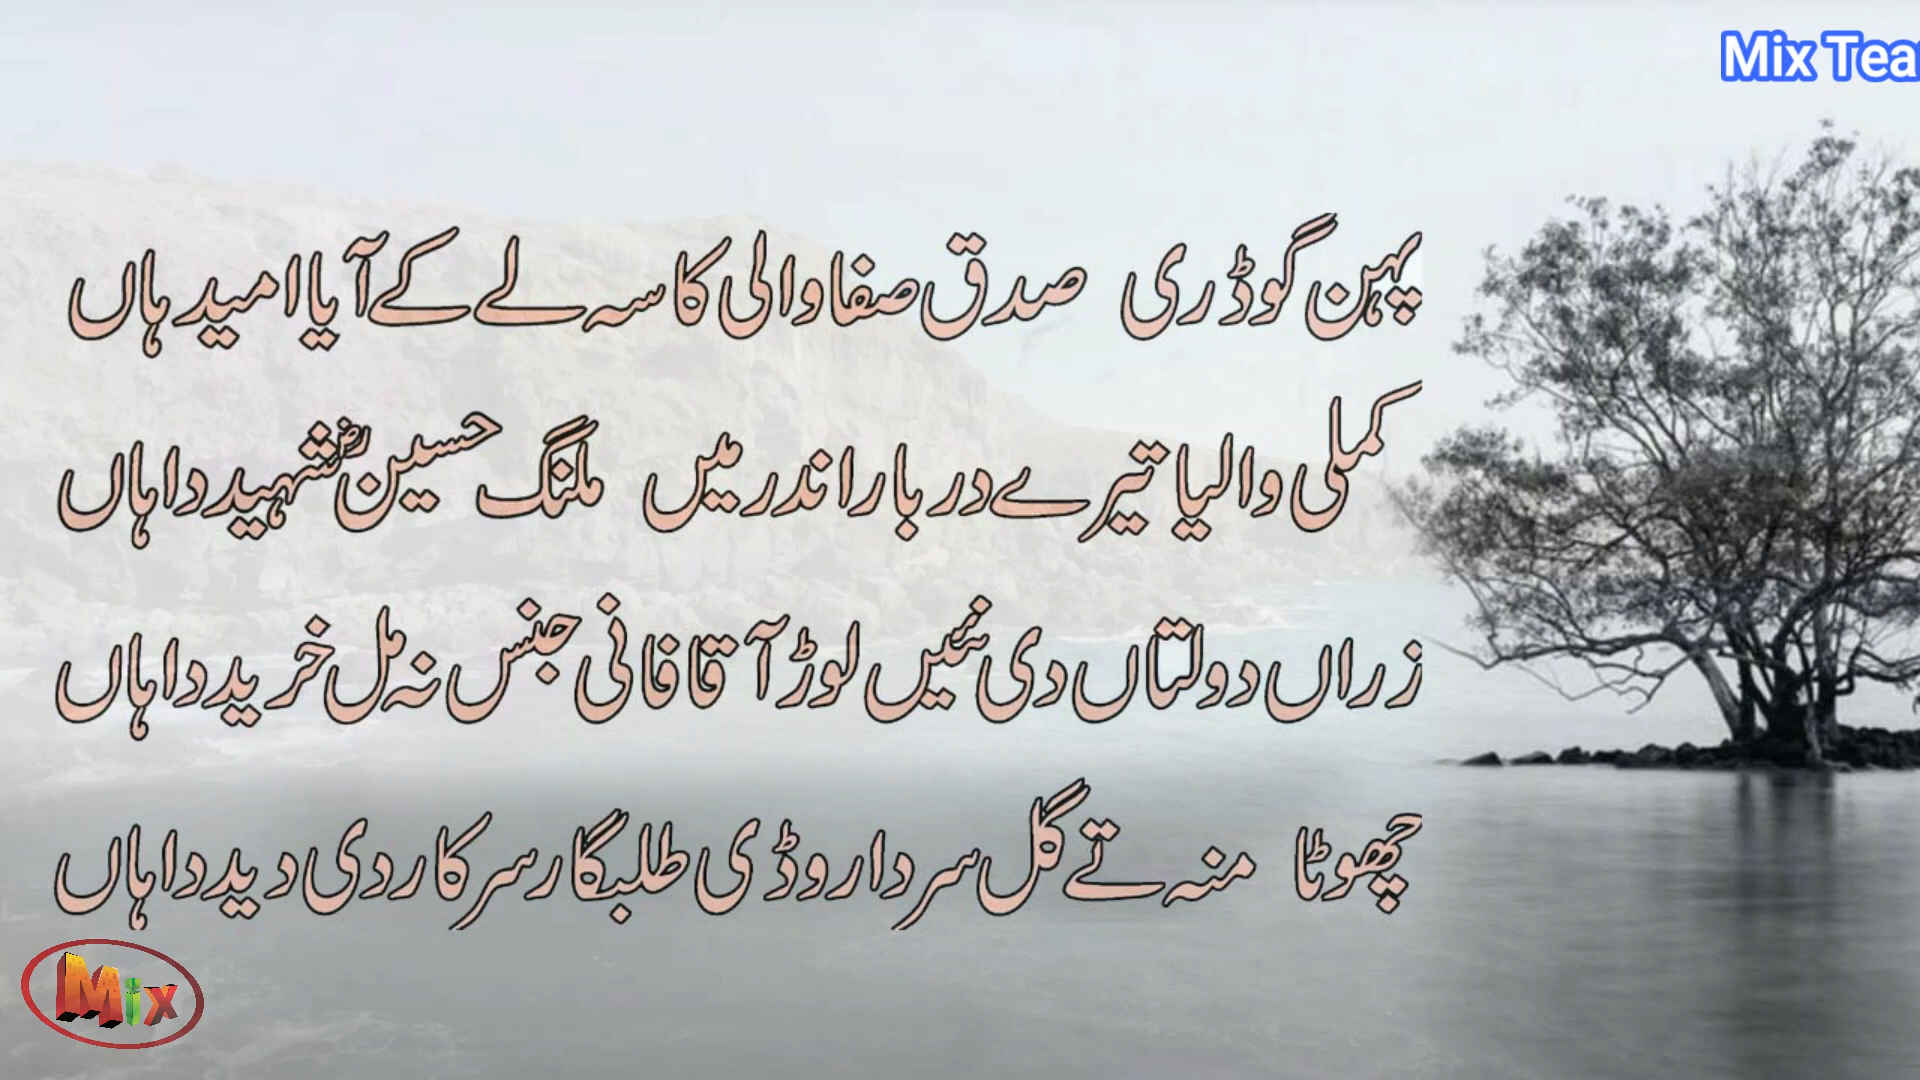 Mix Tea
پہن گوڈری صدق صفا والی کاسہ لے کے آیا امید ہاں
کملی والیا تیرے دربار اندر میں ملنگ حسینؓ شہید دا ہاں
زراں دولتاں دی نئیں لوڑ آقا فانی جنس نہ مل خرید دا ہاں
چھوٹا منہ تے گل سردار وڈی طلبگار سرکار دی دید دا ہاں
Mix